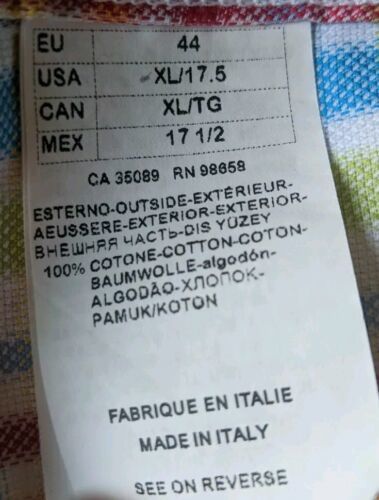 EU 44
USA XL/17.5
CAN XL/TG
MEX 17 1/2
CA 35089 RN 98658
ESTERNO-OUTSIDE-EXTÉRIEUR-
AEUSSERE-EXTERIOR-EXTERIOR-
ВНЕШНЯЯ ЧАСТЬ-DIS YÜZEY
100% COTONE-COTTON-COTON-
BAUMWOLLE-algodón-
ALGODÃO-ХЛОПОК-
PAMUK/KOTON
FABRIQUE EN ITALIE
MADE IN ITALY
SEE ON REVERSE